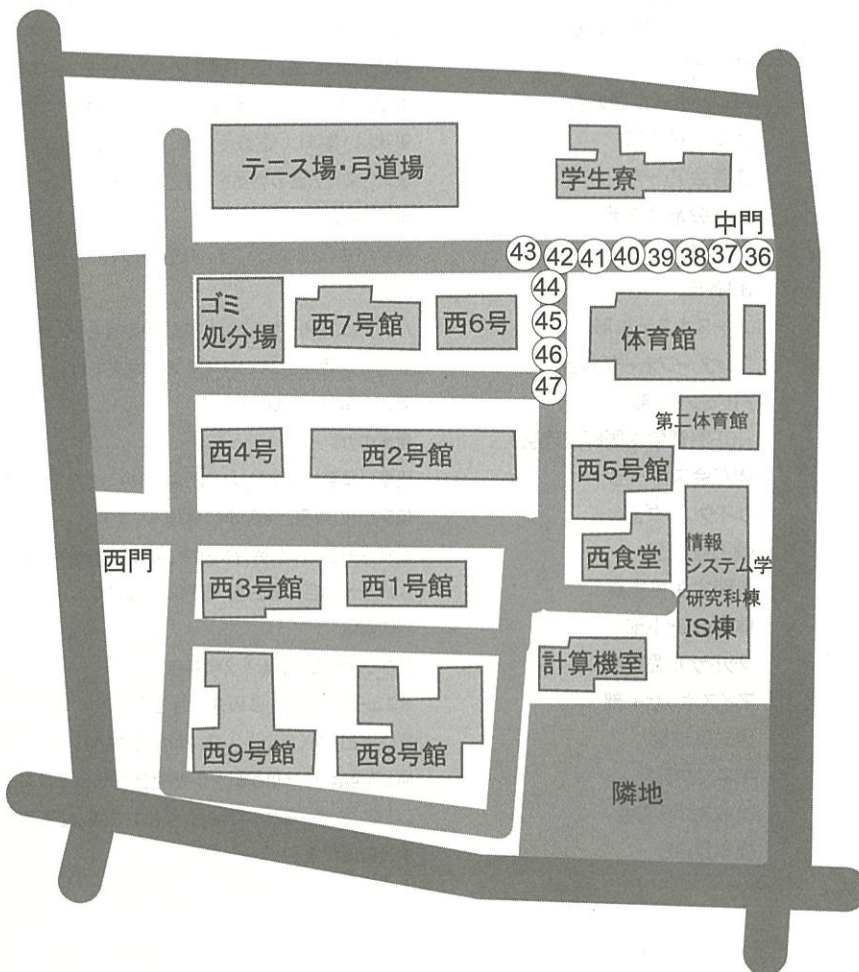 テニス場・弓道場
学生寮
中門
43 42 41 40 39 38 37 36
44
45
46
47
ゴミ
処分場
西7号館
西6号
体育館
第二体育館
西4号
西2号館
西5号館
西食堂
情報
システム学
研究科棟
IS棟
西門
西3号館
西1号館
計算機室
西9号館
西8号館
隣地